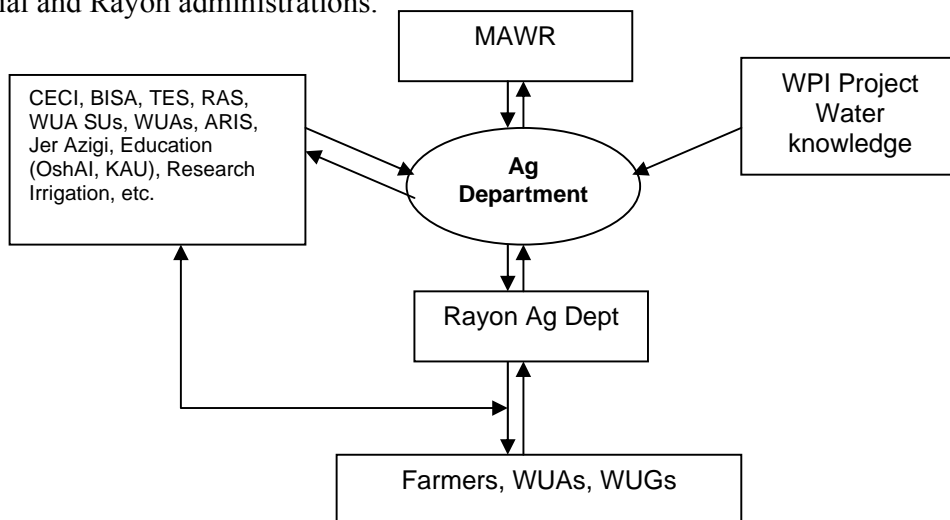 ial and Rayon administrations.
MAWR
CECI, BISA, TES, RAS,
WUA SUs, WUAs, ARIS,
Jer Azigi, Education
(OshAI, KAU), Research
Irrigation, etc.
WPI Project
Water
knowledge
Ag
Department
Rayon Ag Dept
Farmers, WUAs, WUGs